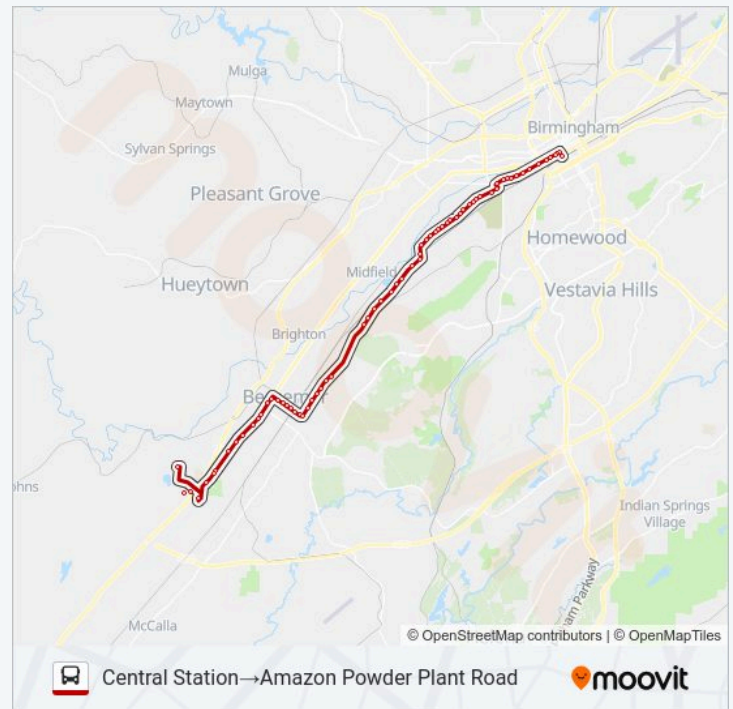 Mulga
Maytown
Birmingham
Sylvan Springs
Pleasant Grove
Homewood
Midfield
Hueytown
Vestavia Hills
Brighton
Indian Springs
Village
McCalla
© OpenStreetMap contributors | © OpenMapTiles
Central Station→Amazon Powder Plant Road
moovit